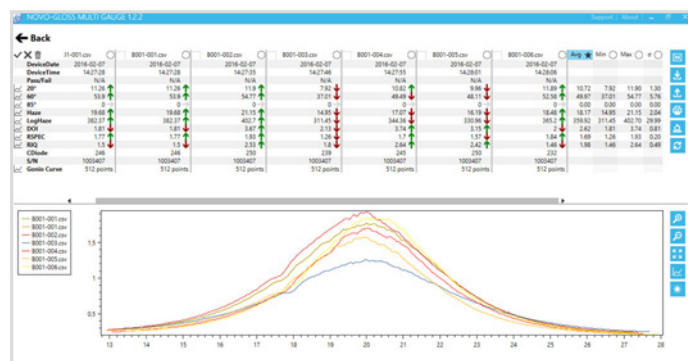 NOVO-GLOSS MULTI GAUGE 1.2.2 Support | About
Back
J1-001.csv B001-001.csv B001-002.csv B001-003.csv B001-004.csv B001-005.csv B001-006.csv Avg Min Max σ
DeviceDate 2016-02-07 2016-02-07 2016-02-07 2016-02-07 2016-02-07 2016-02-07 2016-02-07
DeviceTime 14:27:28 14:27:28 14:27:35 14:27:46 14:27:55 14:28:01 14:28:06
Pass/Fail N/A N/A N/A N/A N/A N/A N/A
20° 11.26 11.26 11.9 7.92 10.82 9.96 11.89 10.72 7.92 11.90 1.30
60° 53.9 53.9 54.77 37.01 49.49 48.11 52.58 49.97 37.01 54.77 5.76
85° 0 0 0 0 0 0 0 0.00 0.00 0.00 0.00
Haze 19.68 19.68 21.15 14.95 17.07 16.19 18.48 18.17 14.95 21.15 2.04
LogHaze 382.37 382.37 402.7 311.45 344.36 330.96 365.2 359.92 311.45 402.70 29.99
DOI 1.81 1.81 3.67 2.13 3.74 3.15 2 2.62 1.81 3.74 0.81
RSPEC 1.77 1.77 1.93 1.26 1.7 1.57 1.84 1.69 1.26 1.93 0.20
RIQ 1.5 1.5 2.53 1.8 2.64 2.42 1.46 1.98 1.46 2.64 0.49
CDiode 246 246 250 239 245 250 232
S/N 1003407 1003407 1003407 1003407 1003407 1003407 1003407
Gonio Curve 512 points 512 points 512 points 512 points 512 points 512 points 512 points
B001-001.csv
B001-001.csv
B001-002.csv
B001-003.csv
B001-004.csv
B001-005.csv
B001-006.csv
1.5
1
0.5
13 14 15 16 17 18 19 20 21 22 23 24 25 26 27 28